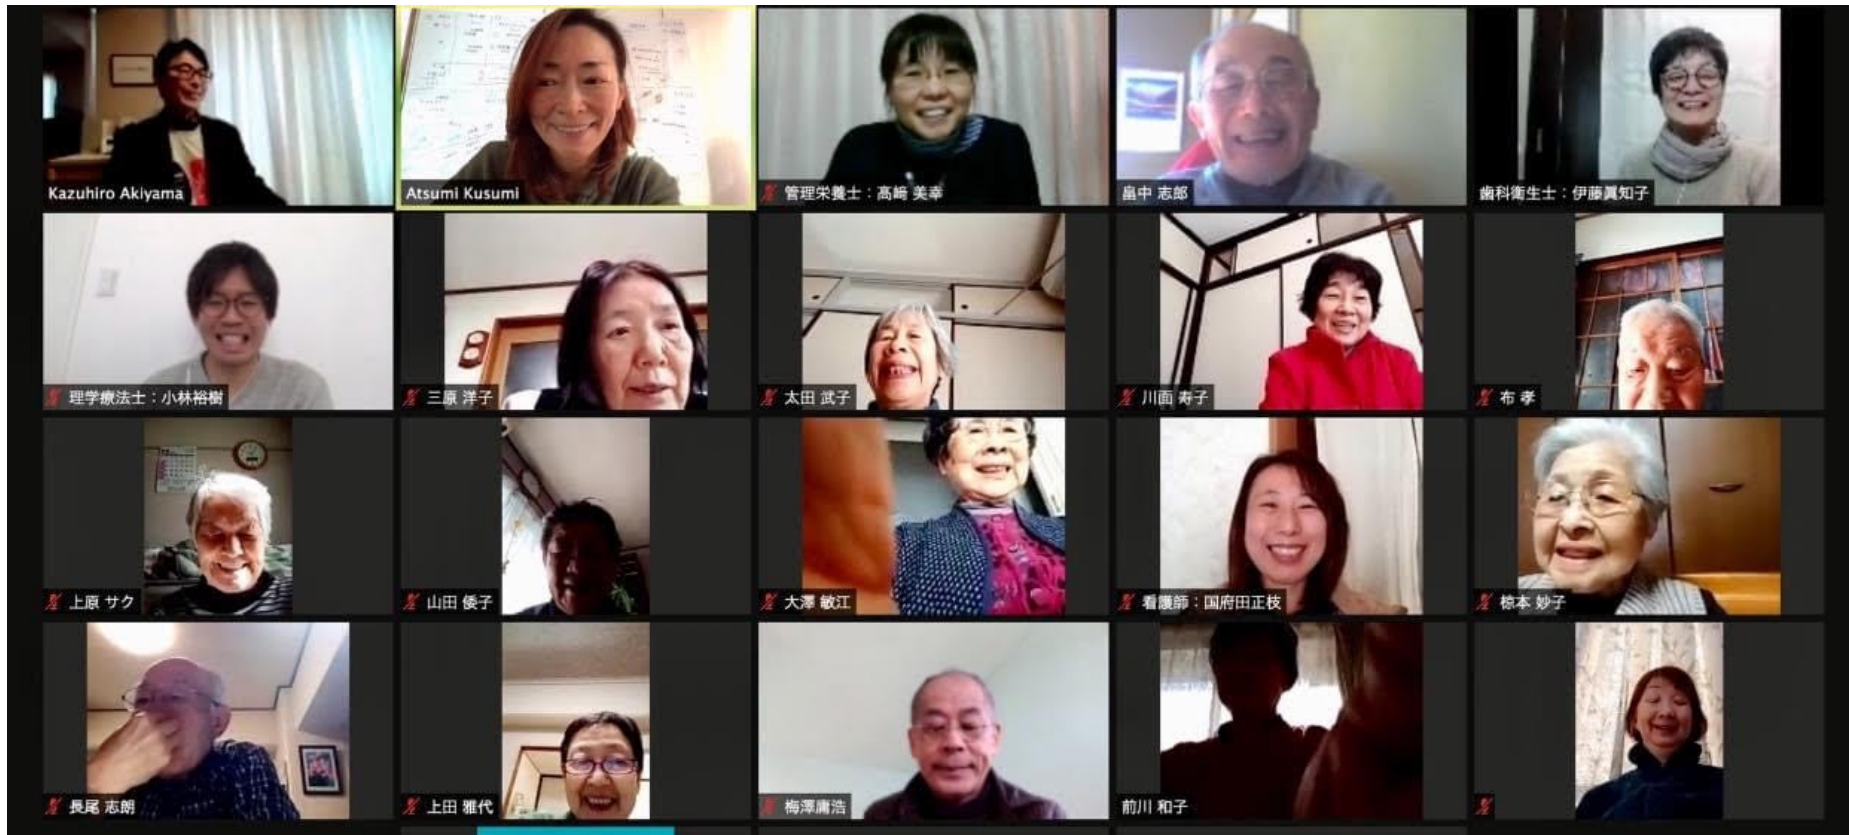 Kazuhiro Akiyama
Atsumi Kusumi
管理栄養士：髙﨑 美幸
畠中 志郎
歯科衛生士：伊藤眞知子
理学療法士：小林裕樹
三原 洋子
太田 武子
川面 寿子
布 孝
上原 サク
山田 倭子
大澤 敏江
看護師：国府田正枝
椋本 妙子
長尾 志朗
上田 雅代
梅澤庸浩
前川 和子